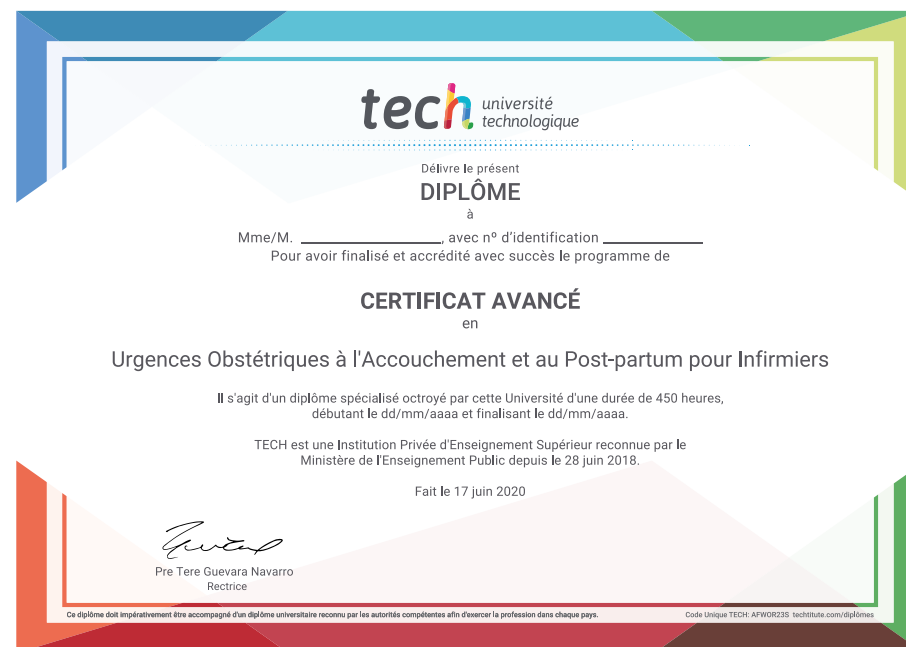 tech université
technologique
Délivre le présent
DIPLÔME
à
Mme/M. ____________________, avec nº d'identification ______________
Pour avoir finalisé et accrédité avec succès le programme de
CERTIFICAT AVANCÉ
en
Urgences Obstétriques à l'Accouchement et au Post-partum pour Infirmiers
Il s'agit d'un diplôme spécialisé octroyé par cette Université d'une durée de 450 heures,
débutant le dd/mm/aaaa et finalisant le dd/mm/aaaa.
TECH est une Institution Privée d'Enseignement Supérieur reconnue par le
Ministère de l'Enseignement Public depuis le 28 juin 2018.
Fait le 17 juin 2020
Pre Tere Guevara Navarro
Rectrice
Ce diplôme doit impérativement être accompagné d'un diplôme universitaire reconnu par les autorités compétentes afin d'exercer la profession dans chaque pays.
Code Unique TECH: AFWOR23S techtitute.com/diplômes